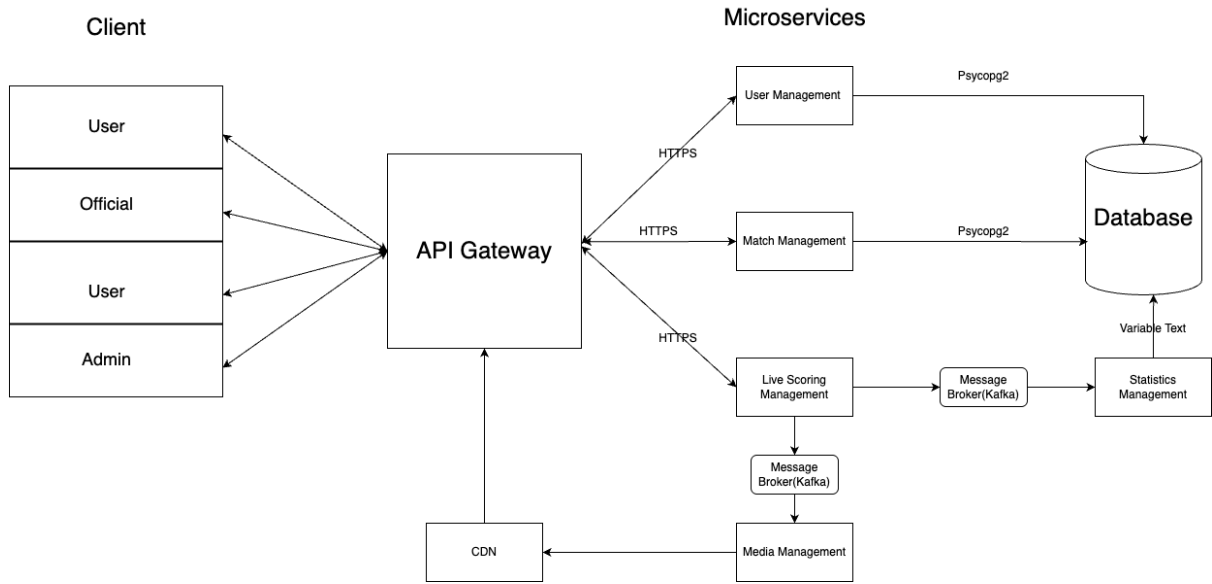 Client
Microservices
User
Official
User
Admin
API Gateway
HTTPS
HTTPS
HTTPS
User Management
Match Management
Live Scoring
Management
Psycopg2
Psycopg2
Database
Variable Text
Message
Broker(Kafka)
Statistics
Management
Message
Broker(Kafka)
CDN
Media Management